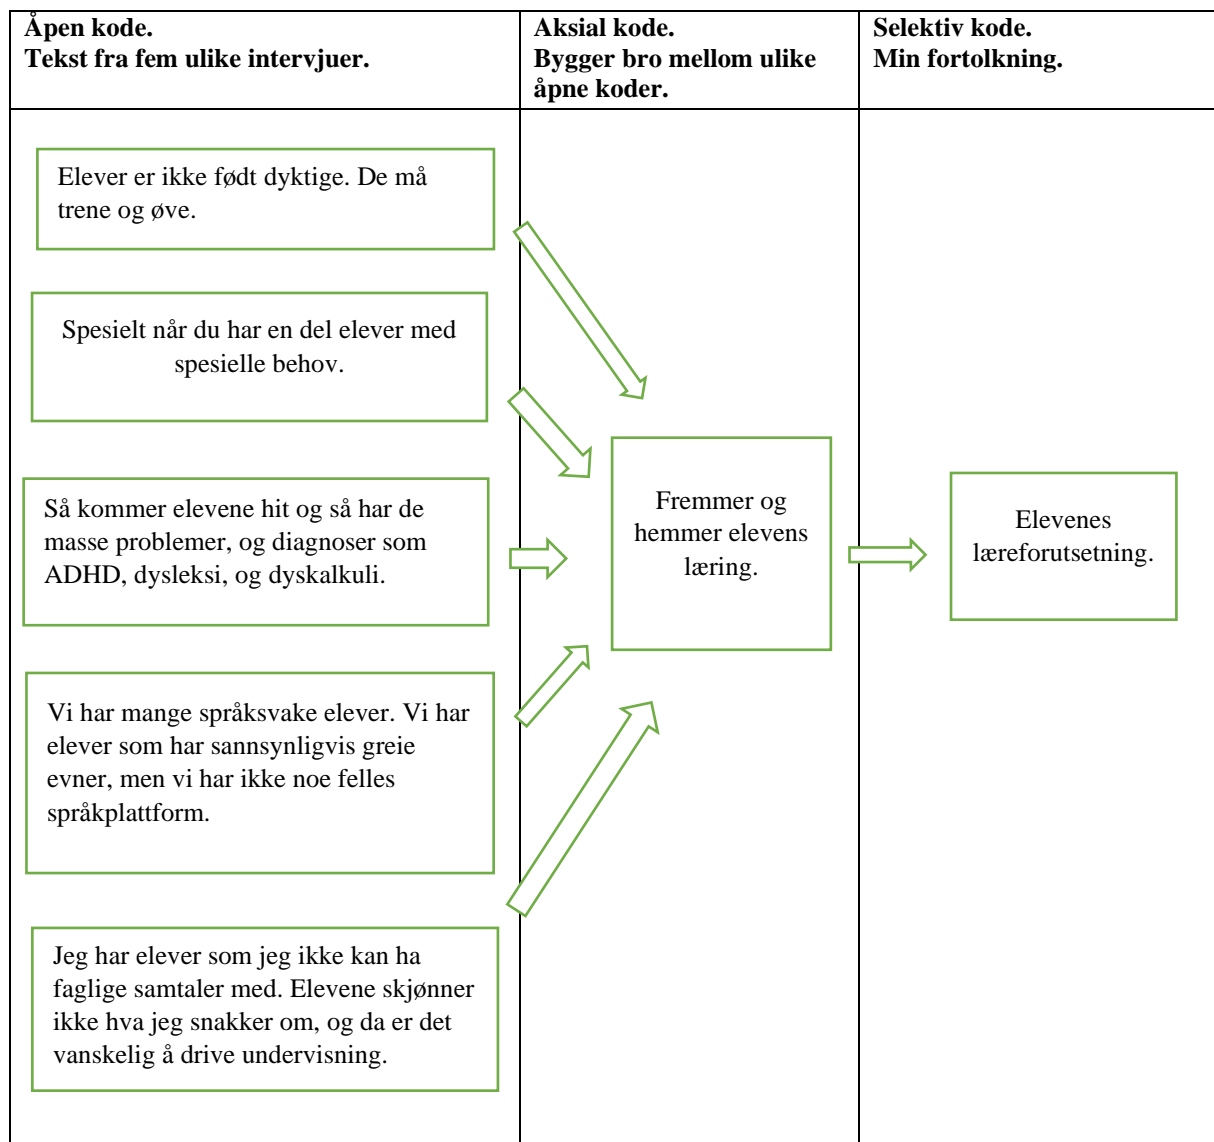 Åpen kode.
Tekst fra fem ulike intervjuer.
Aksial kode.
Bygger bro mellom ulike
åpne koder.
Selektiv kode.
Min fortolkning.
Elever er ikke født dyktige. De må
trene og øve.
Spesielt når du har en del elever med
spesielle behov.
Så kommer elevene hit og så har de
masse problemer, og diagnoser som
ADHD, dysleksi, og dyskalkuli.
Vi har mange språksvake elever. Vi har
elever som har sannsynligvis greie
evner, men vi har ikke noe felles
språkplattform.
Jeg har elever som jeg ikke kan ha
faglige samtaler med. Elevene skjønner
ikke hva jeg snakker om, og da er det
vanskelig å drive undervisning.
Fremmer og
hemmer elevens
læring.
Elevenes
læreforutsetning.